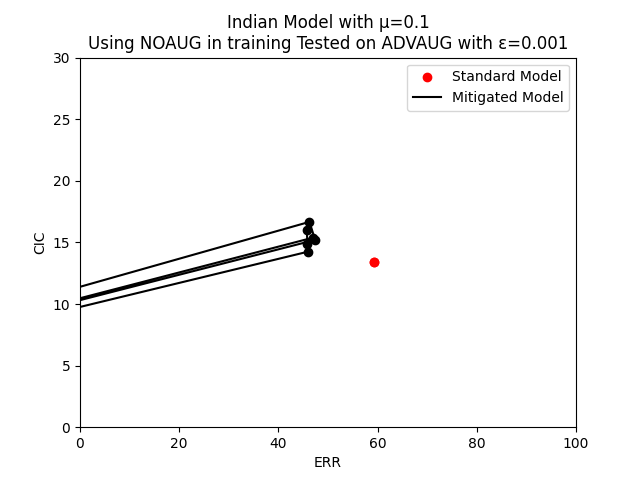 Indian Model with μ=0.1
Using NOAUG in training Tested on ADVAUG with ε=0.001
Standard Model
Mitigated Model
30
25
20
15
10
5
0
CIC
0 20 40 60 80 100
ERR